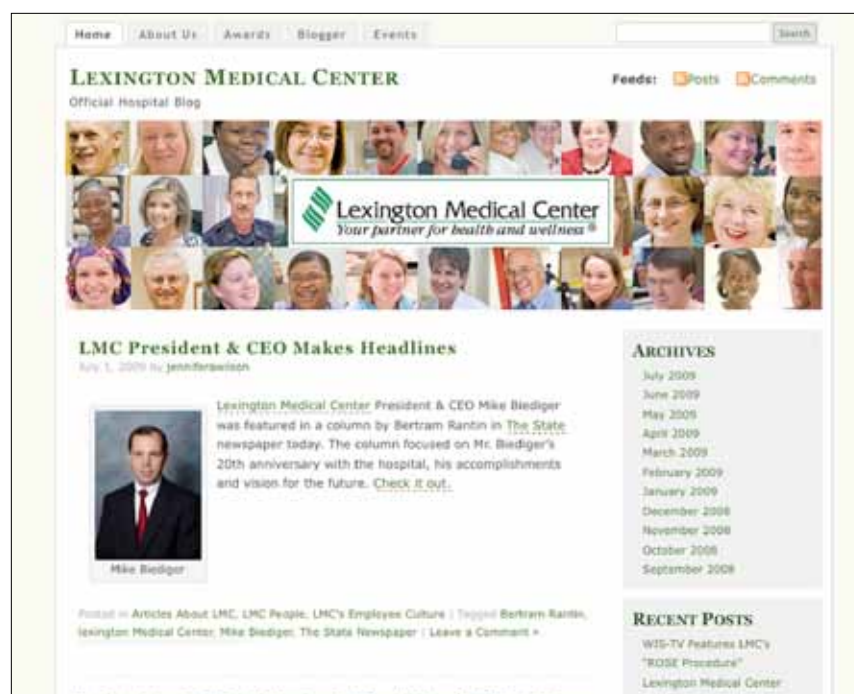 Home About Us Awards Blogger Events Search
LEXINGTON MEDICAL CENTER
Feeds: Posts Comments
Official Hospital Blog
Lexington Medical Center
Your partner for health and wellness®
LMC President & CEO Makes Headlines
July 1, 2009 by jenniferawilson
Lexington Medical Center President & CEO Mike Biediger
was featured in a column by Bertram Rantin in The State
newspaper today. The column focused on Mr. Biediger's
20th anniversary with the hospital, his accomplishments
and vision for the future. Check it out.
Mike Biediger
Posted in Articles About LMC, LMC People, LMC's Employee Culture | Tagged Bertram Rantin,
lexington Medical Center, Mike Biediger, The State Newspaper | Leave a Comment »
ARCHIVES
July 2009
June 2009
May 2009
April 2009
March 2009
February 2009
January 2009
December 2008
November 2008
October 2008
September 2008
RECENT POSTS
WIS-TV Features LMC's
"ROSE Procedure"
Lexington Medical Center